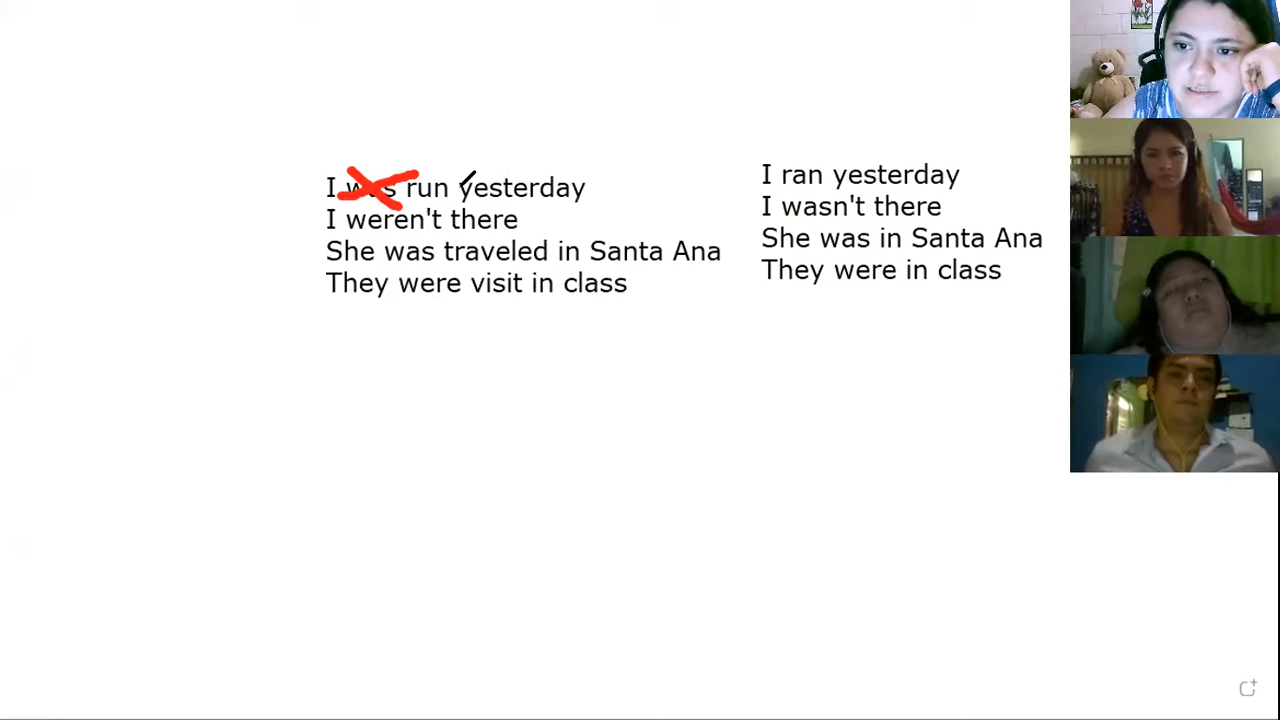 I was run yesterday
I weren't there
She was traveled in Santa Ana
They were visit in class
I ran yesterday
I wasn't there
She was in Santa Ana
They were in class